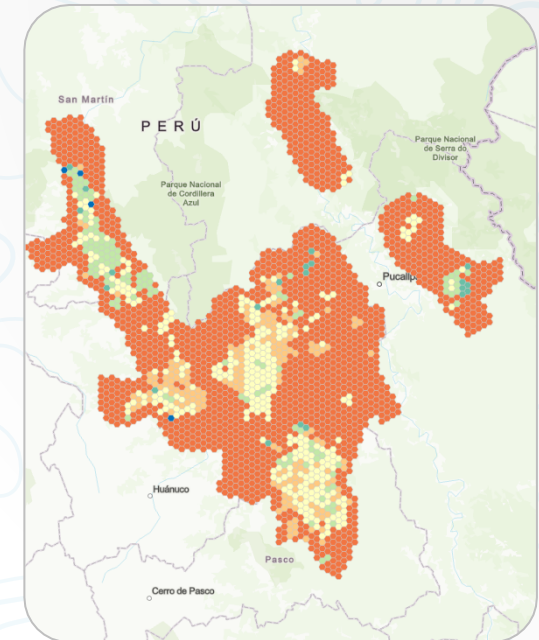 San Martín
PERÚ
Parque Nacional
de Serra do
Divisor
Parque Nacional
de Cordillera
Azul
Pucallp
Huánuco
Pasco
Cerro de Pasco